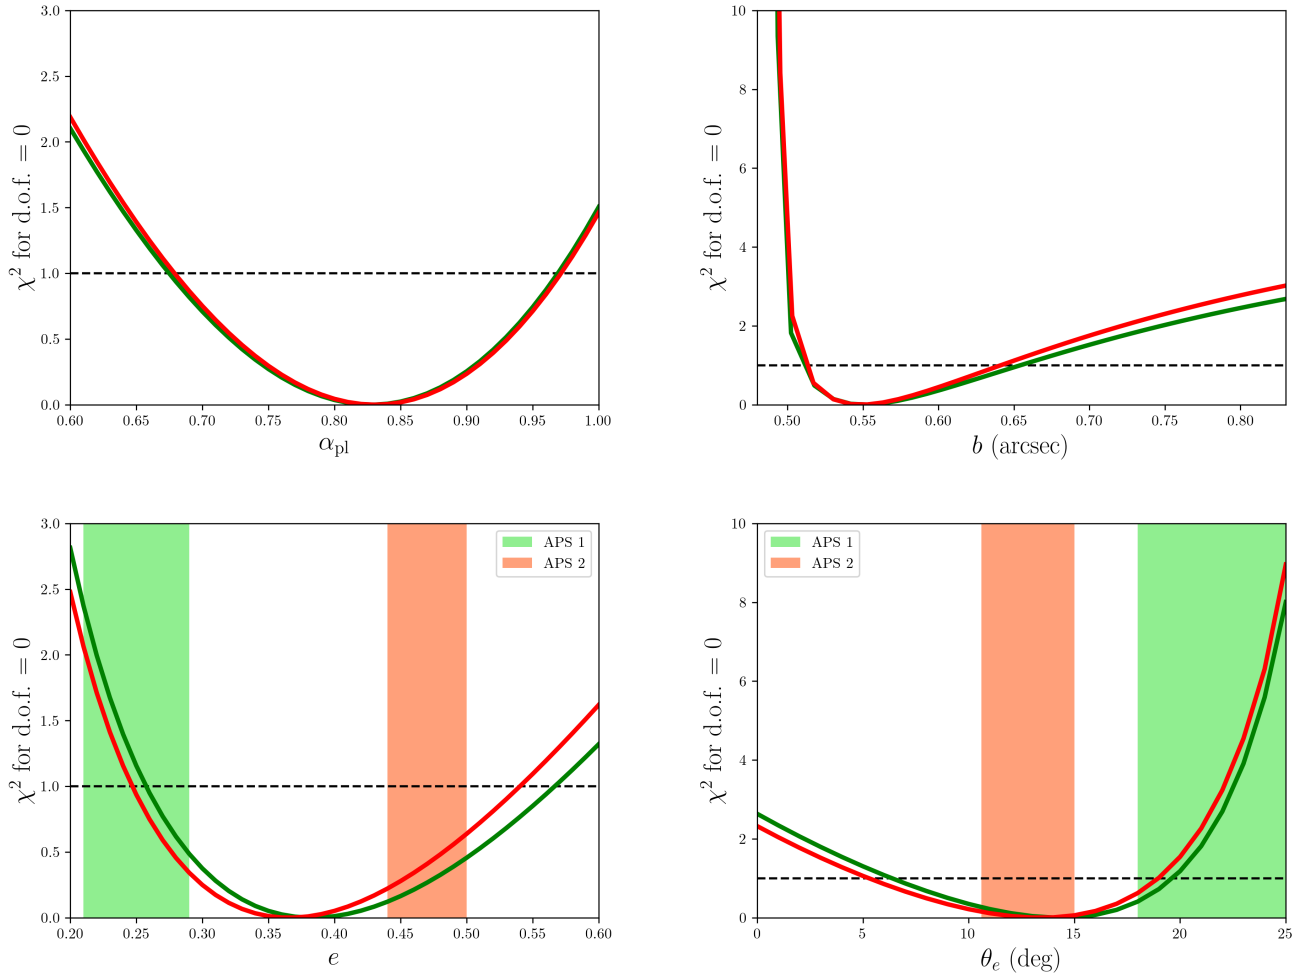 3.0
2.5
2.0
1.5
1.0
0.5
0.0
χ² for d.o.f. = 0
0.60 0.65 0.70 0.75 0.80 0.85 0.90 0.95 1.00
α_pl
10
8
6
4
2
0
χ² for d.o.f. = 0
0.50 0.55 0.60 0.65 0.70 0.75 0.80
b (arcsec)
3.0
2.5
2.0
1.5
1.0
0.5
0.0
χ² for d.o.f. = 0
APS 1
APS 2
0.20 0.25 0.30 0.35 0.40 0.45 0.50 0.55 0.60
e
10
8
6
4
2
0
χ² for d.o.f. = 0
APS 1
APS 2
0 5 10 15 20 25
θ_e (deg)